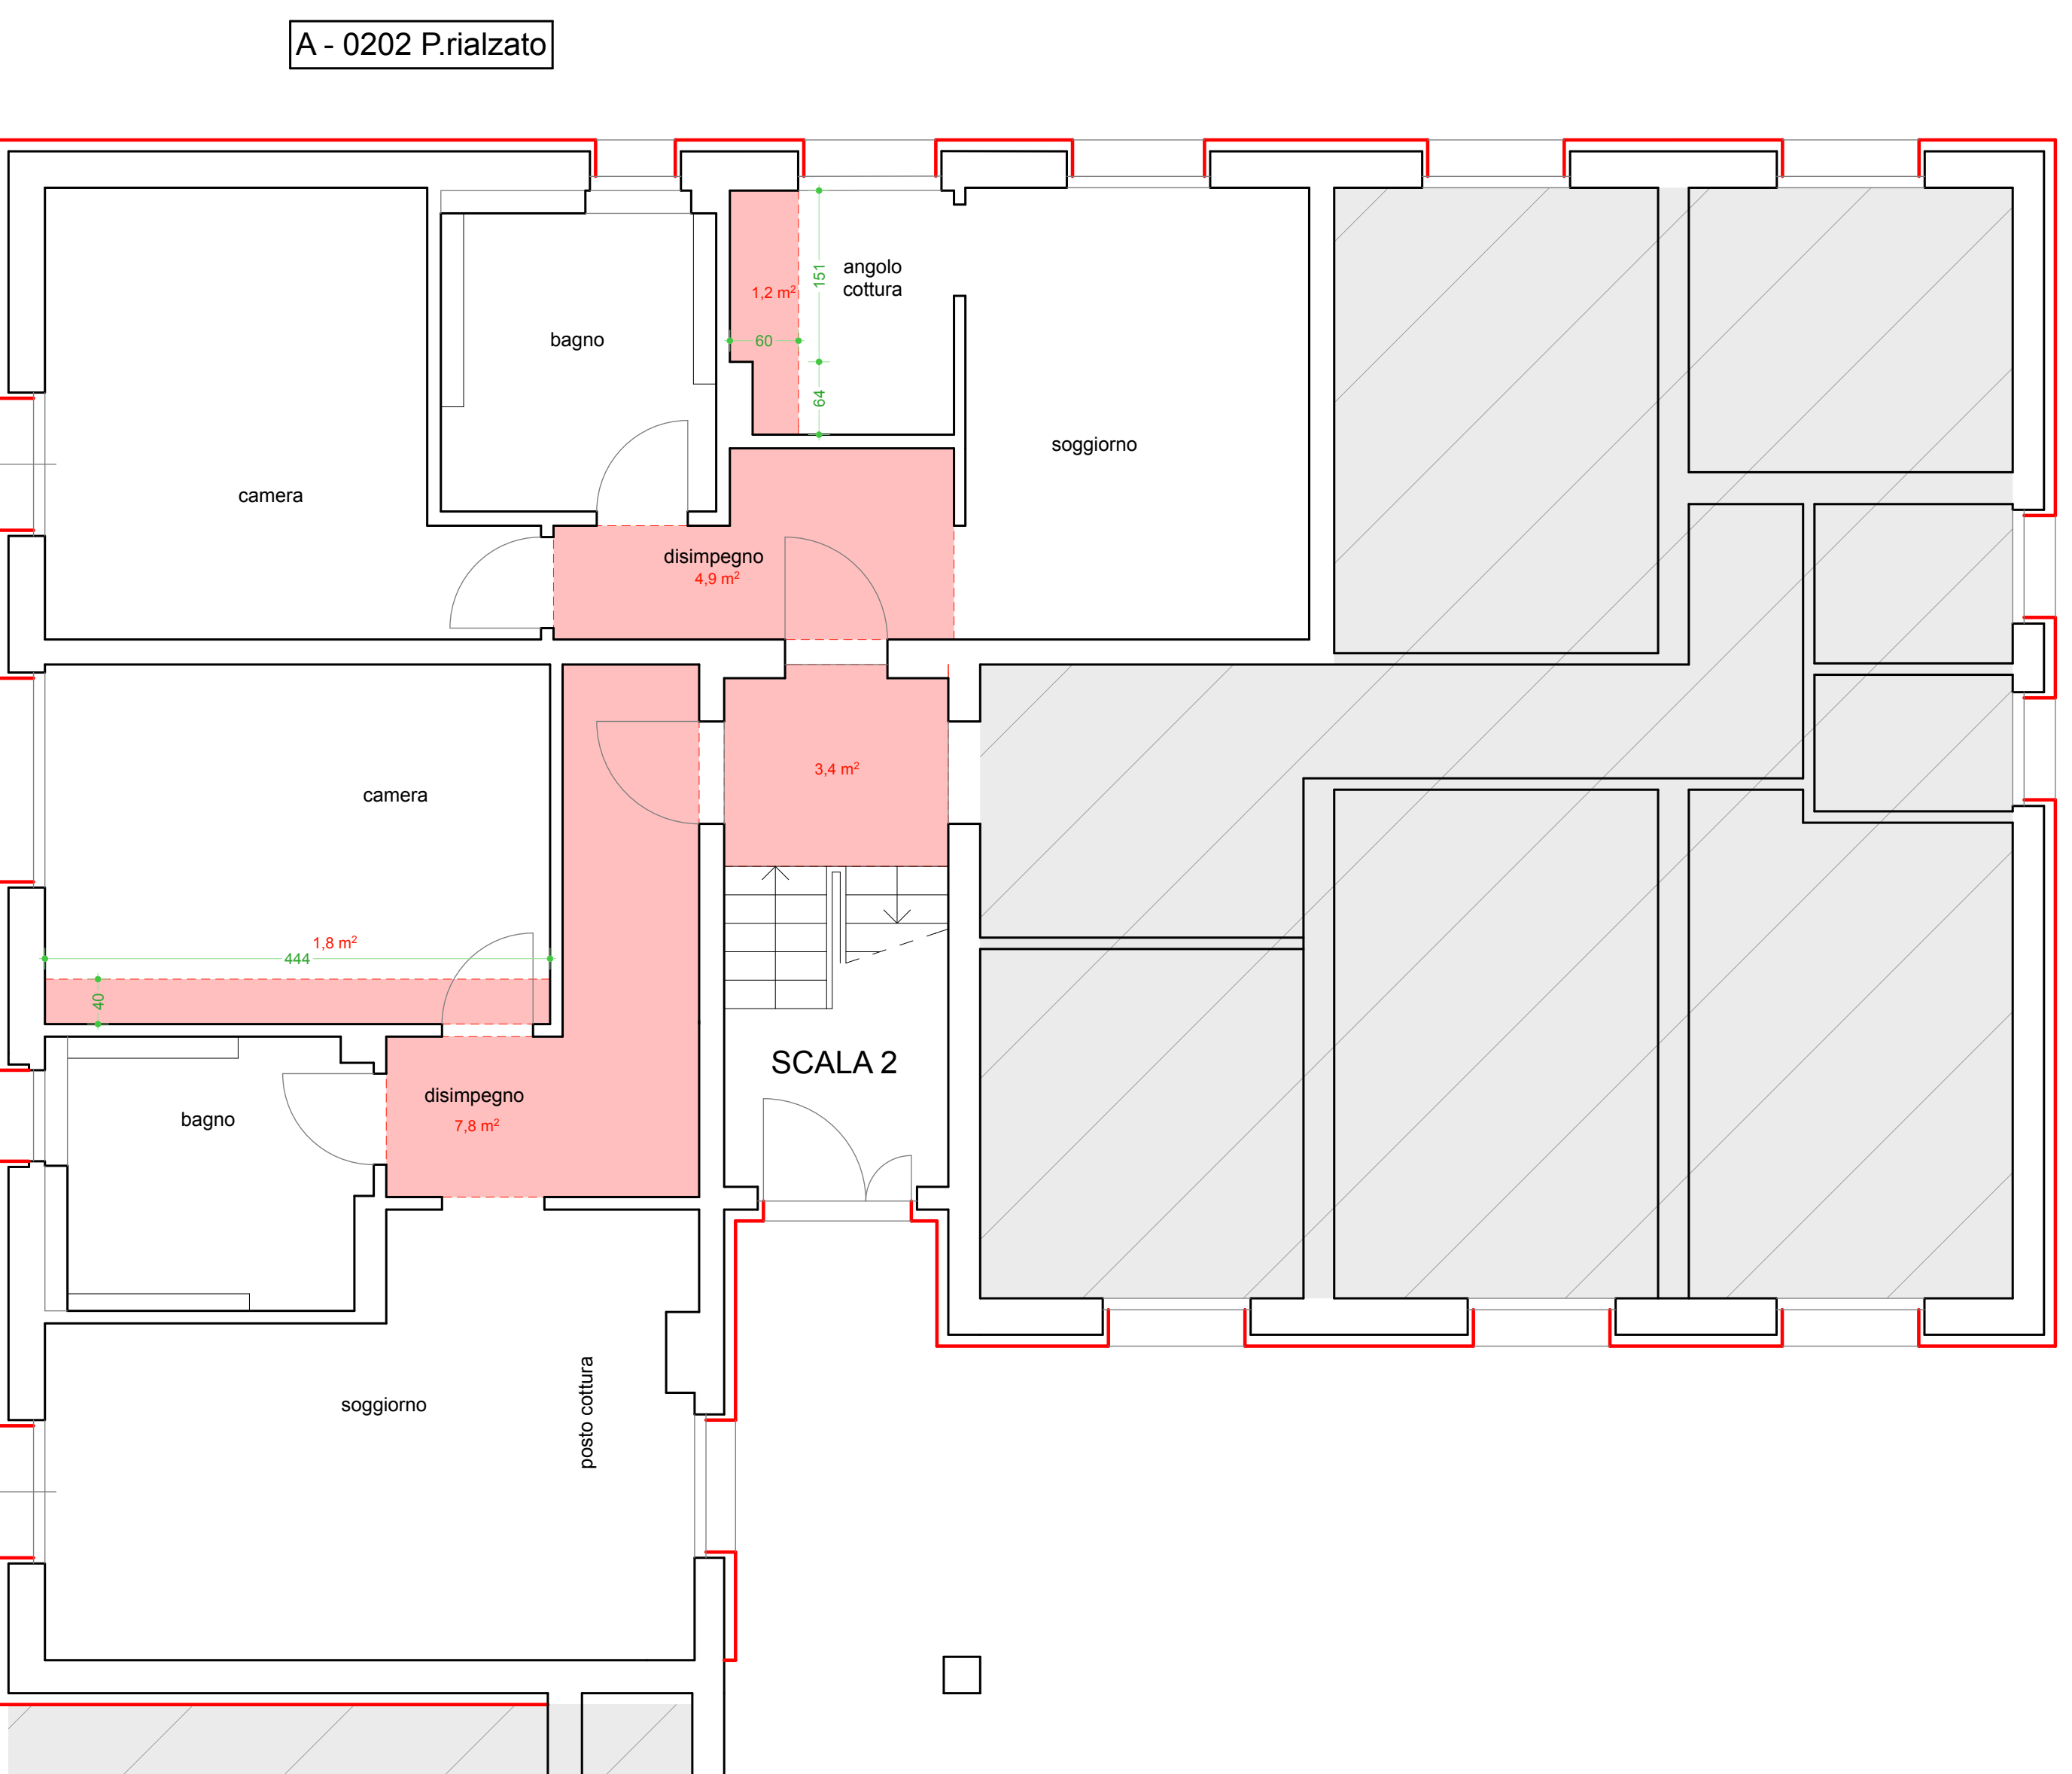 A - 0202 P.rialzato
angolo
cottura
151
1,2 m²
60
64
bagno
soggiorno
camera
disimpegno
4,9 m²
3,4 m²
camera
1,8 m²
444
40
SCALA 2
disimpegno
7,8 m²
bagno
soggiorno
posto cottura